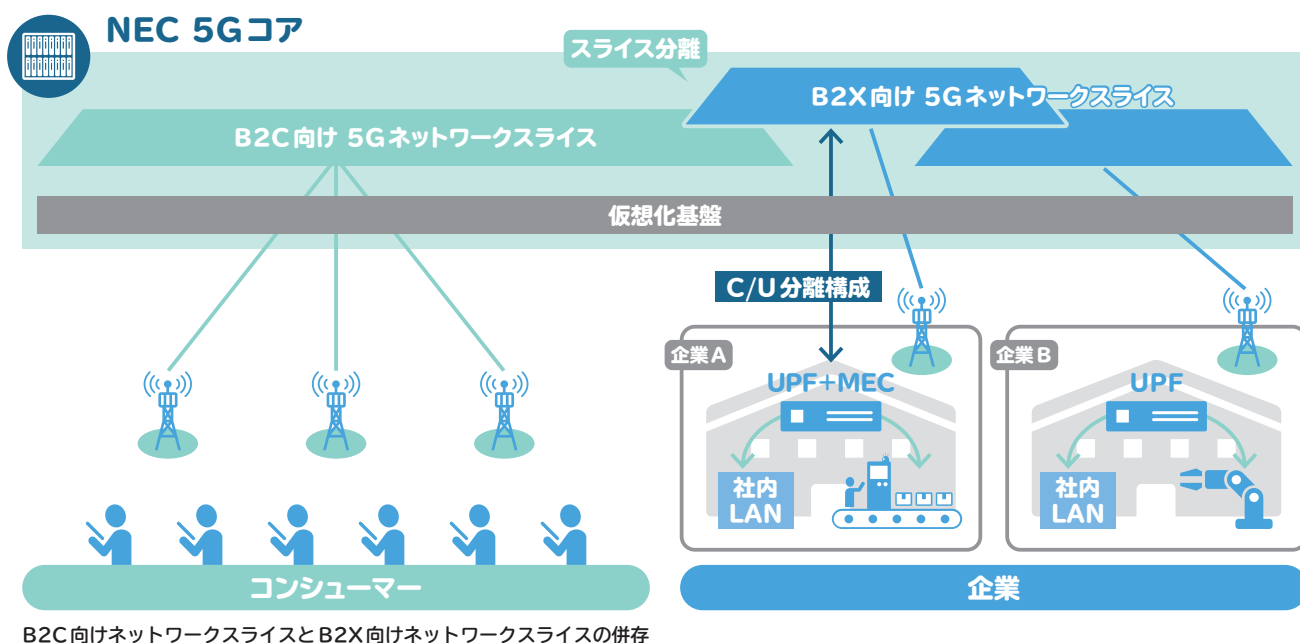 NEC 5Gコア
スライス分離
B2X向け 5Gネットワークスライス
B2C向け 5Gネットワークスライス
仮想化基盤
C/U分離構成
企業A
企業B
UPF+MEC
UPF
社内
LAN
社内
LAN
コンシューマー
企業
B2C向けネットワークスライスとB2X向けネットワークスライスの併存